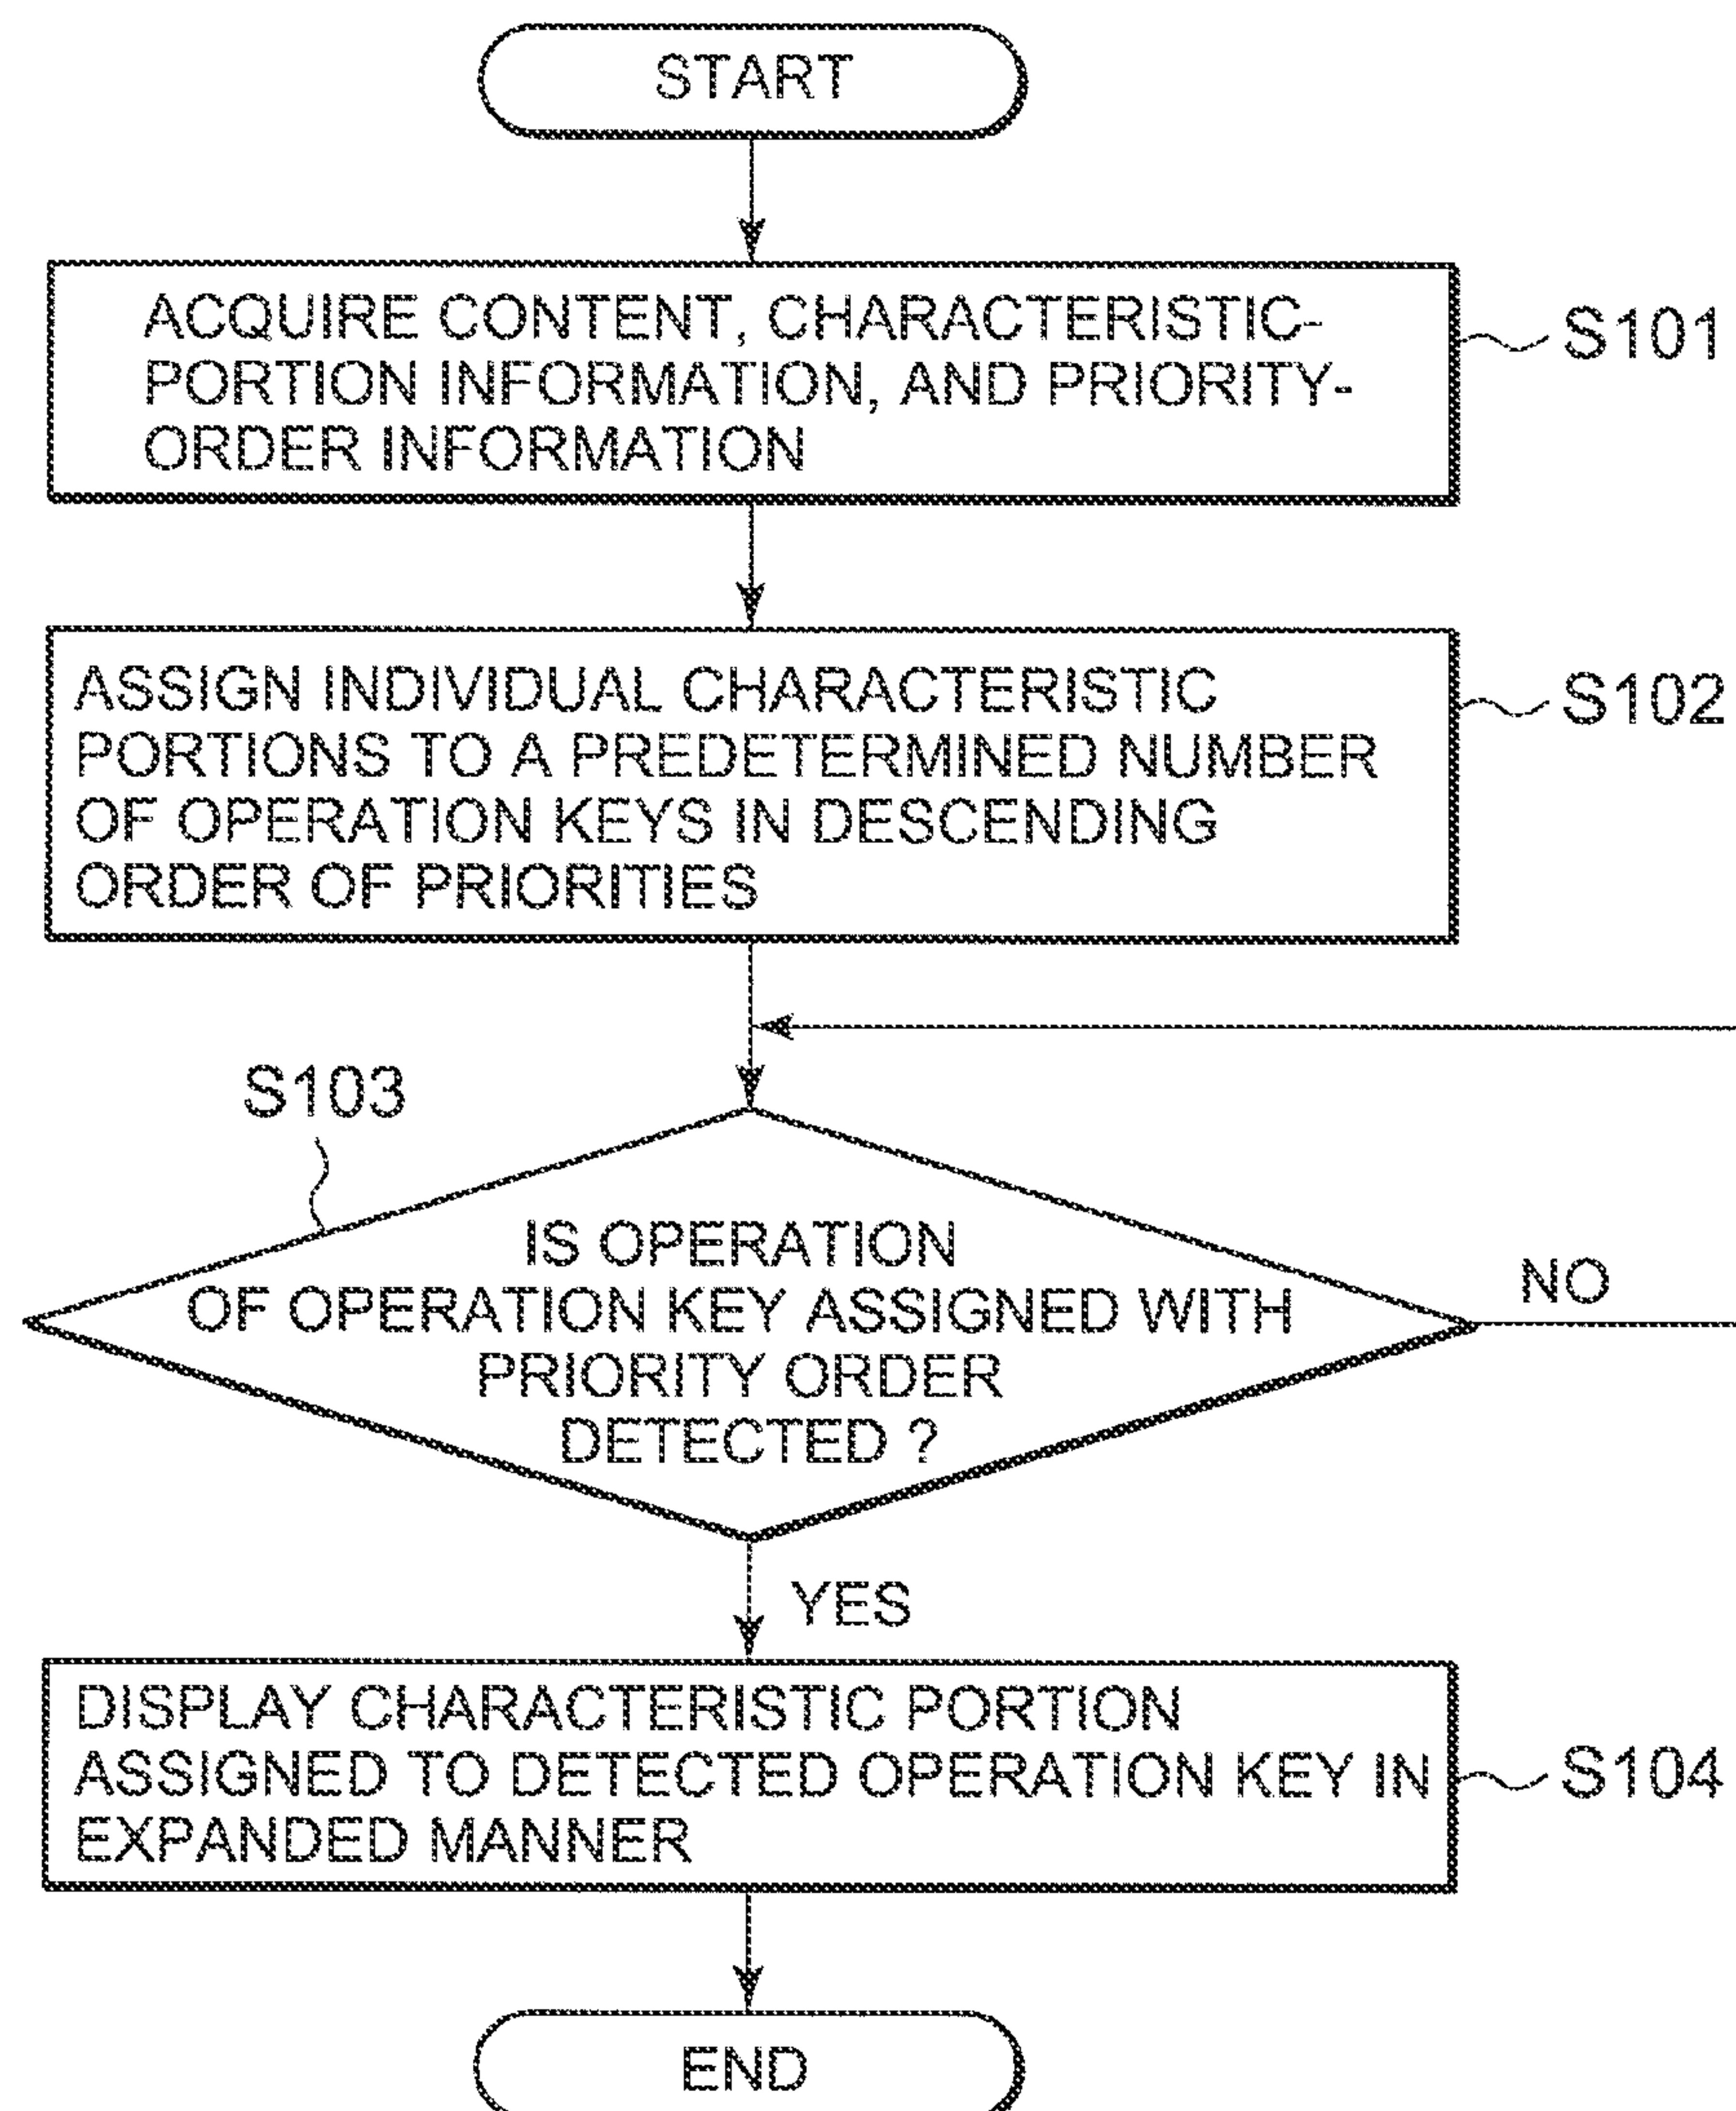 START
ACQUIRE CONTENT, CHARACTERISTIC-
PORTION INFORMATION, AND PRIORITY-
ORDER INFORMATION
S101
ASSIGN INDIVIDUAL CHARACTERISTIC
PORTIONS TO A PREDETERMINED NUMBER
OF OPERATION KEYS IN DESCENDING
ORDER OF PRIORITIES
S102
S103
IS OPERATION
OF OPERATION KEY ASSIGNED WITH
PRIORITY ORDER
DETECTED ?
NO
YES
DISPLAY CHARACTERISTIC PORTION
ASSIGNED TO DETECTED OPERATION KEY IN
EXPANDED MANNER
S104
END